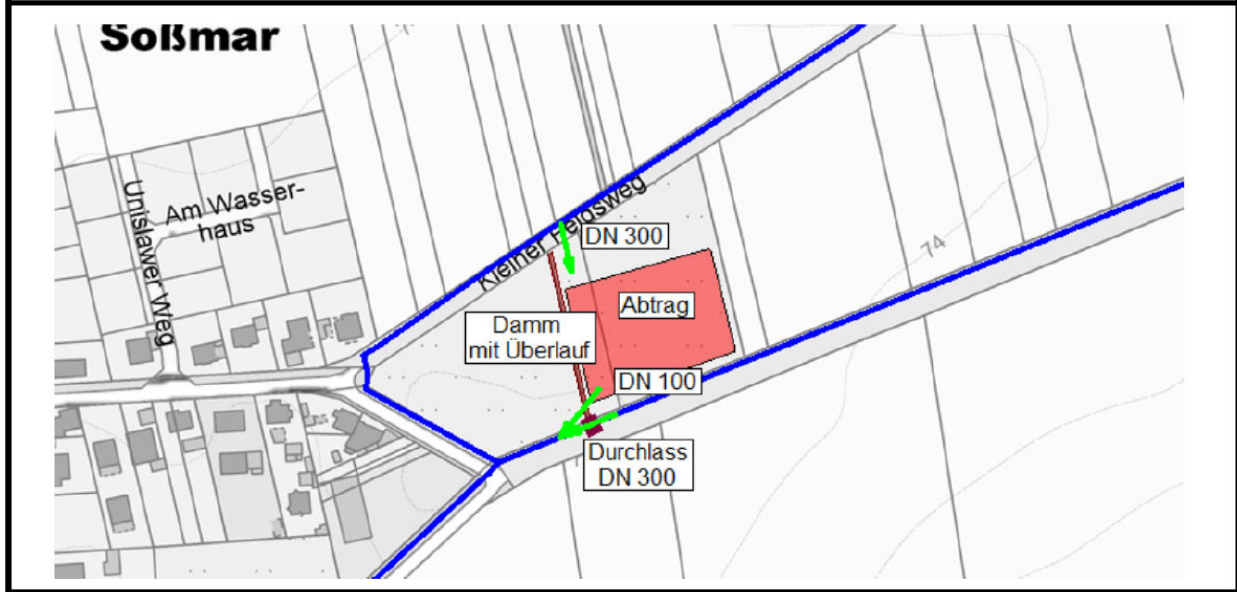 Soßmar
Unislawer Weg
Am Wasser-
haus
Kleiner Feldsweg
DN 300
Abtrag
Damm
mit Überlauf
DN 100
Durchlass
DN 300
74